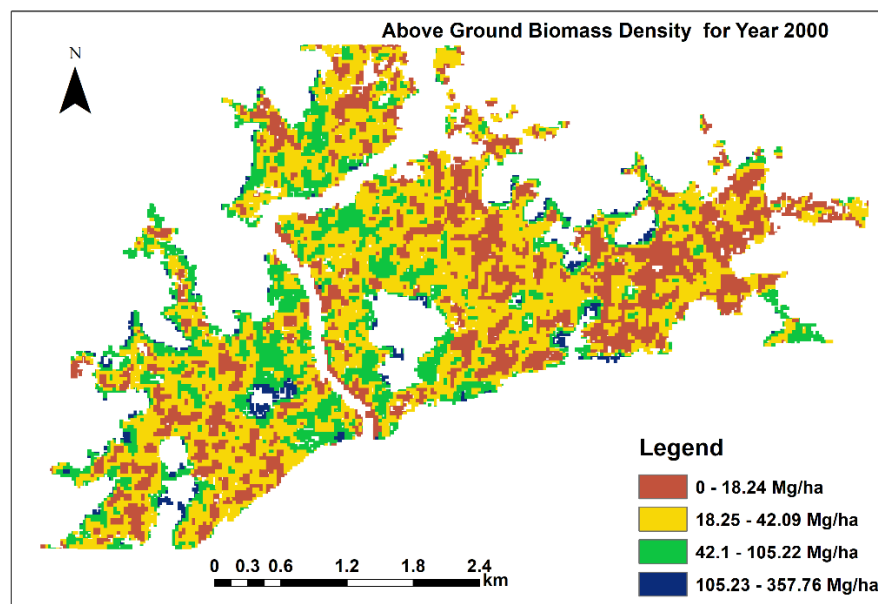 Above Ground Biomass Density for Year 2000
N
Legend
0 - 18.24 Mg/ha
18.25 - 42.09 Mg/ha
42.1 - 105.22 Mg/ha
105.23 - 357.76 Mg/ha
0 0.3 0.6 1.2 1.8 2.4
km